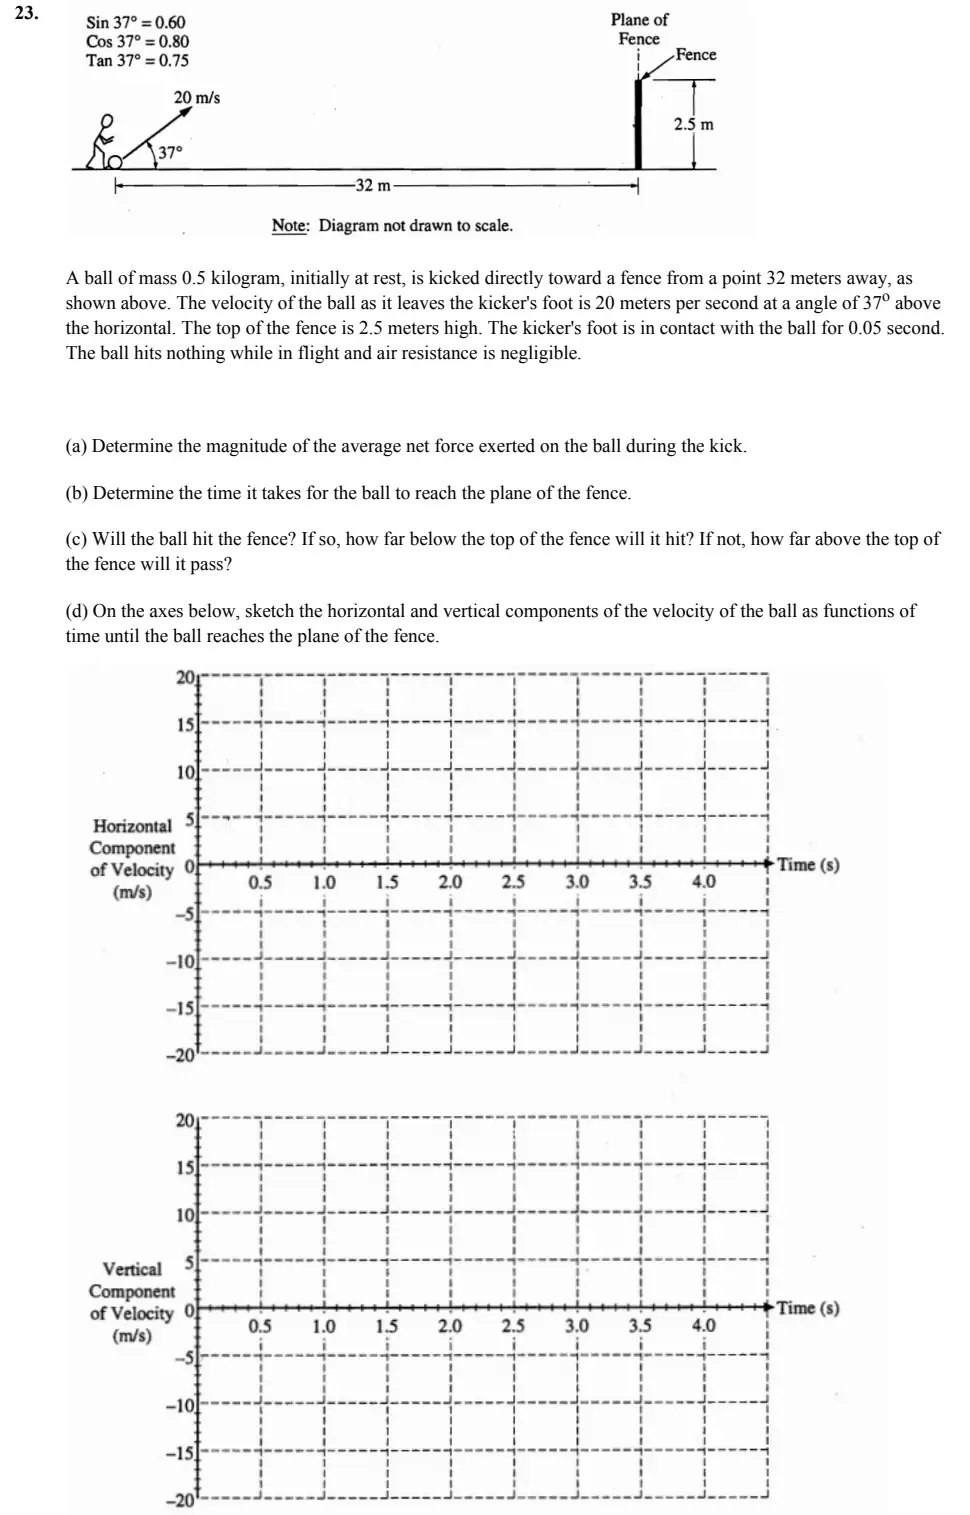 23.
Sin 37° = 0.60
Cos 37° = 0.80
Tan 37° = 0.75
Plane of
Fence
Fence
20 m/s
37°
2.5 m
32 m
Note: Diagram not drawn to scale.
A ball of mass 0.5 kilogram, initially at rest, is kicked directly toward a fence from a point 32 meters away, as
shown above. The velocity of the ball as it leaves the kicker's foot is 20 meters per second at a angle of 37⁰ above
the horizontal. The top of the fence is 2.5 meters high. The kicker's foot is in contact with the ball for 0.05 second.
The ball hits nothing while in flight and air resistance is negligible.
(a) Determine the magnitude of the average net force exerted on the ball during the kick.
(b) Determine the time it takes for the ball to reach the plane of the fence.
(c) Will the ball hit the fence? If so, how far below the top of the fence will it hit? If not, how far above the top of
the fence will it pass?
(d) On the axes below, sketch the horizontal and vertical components of the velocity of the ball as functions of
time until the ball reaches the plane of the fence.
20
15
10
5
Horizontal
Component
of Velocity
(m/s)
0
Time (s)
0.5 1.0 1.5 2.0 2.5 3.0 3.5 4.0
–5
–10
–15
–20
20
15
10
5
Vertical
Component
of Velocity
(m/s)
0
Time (s)
0.5 1.0 1.5 2.0 2.5 3.0 3.5 4.0
–5
–10
–15
–20